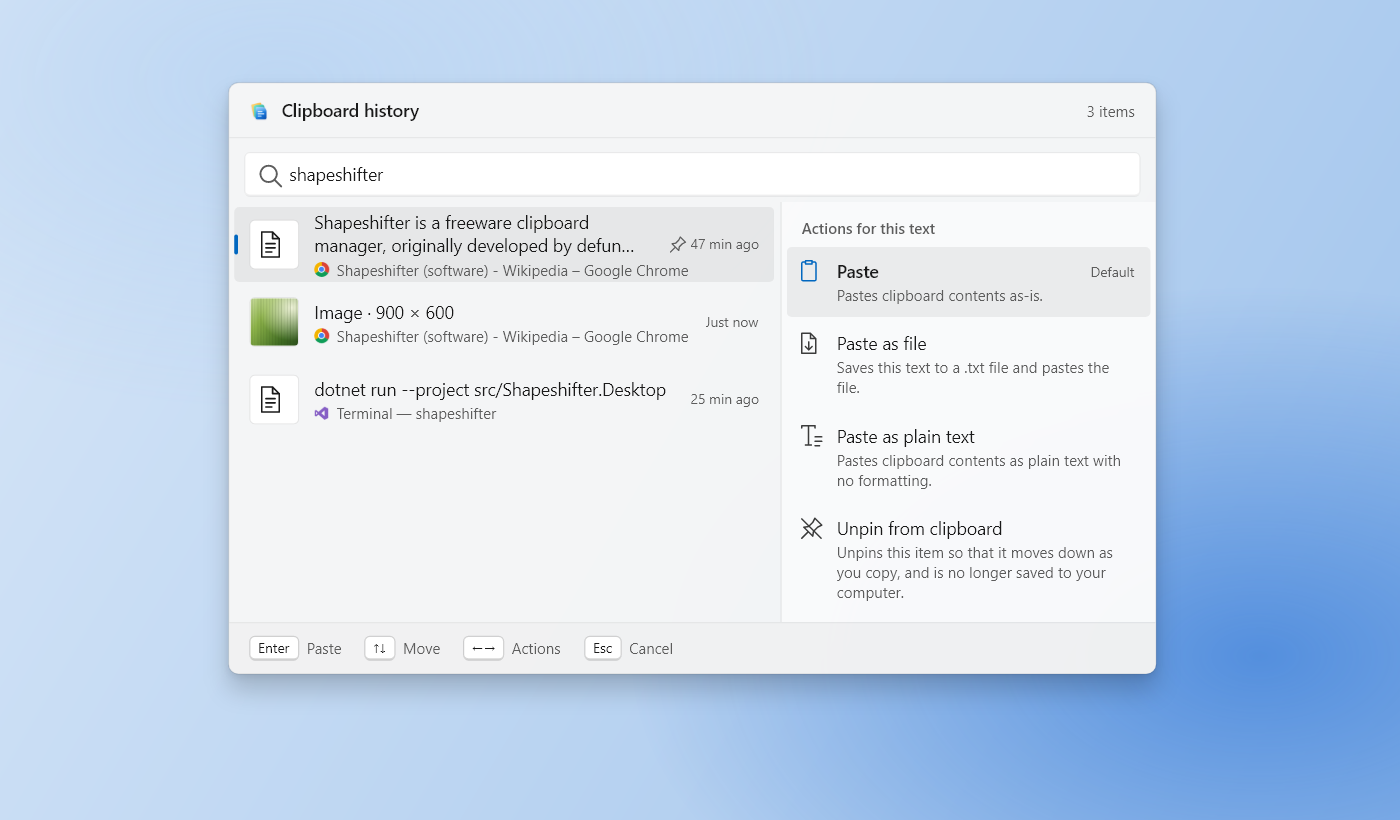 Clipboard history
3 items
shapeshifter
Shapeshifter is a freeware clipboard
manager, originally developed by defun...
47 min ago
Shapeshifter (software) - Wikipedia – Google Chrome
Image · 900 × 600
Just now
Shapeshifter (software) - Wikipedia – Google Chrome
dotnet run --project src/Shapeshifter.Desktop
25 min ago
Terminal — shapeshifter
Actions for this text
Paste
Default
Pastes clipboard contents as-is.
Paste as file
Saves this text to a .txt file and pastes the
file.
Paste as plain text
Pastes clipboard contents as plain text with
no formatting.
Unpin from clipboard
Unpins this item so that it moves down as
you copy, and is no longer saved to your
computer.
Enter Paste ↑↓ Move ←→ Actions Esc Cancel